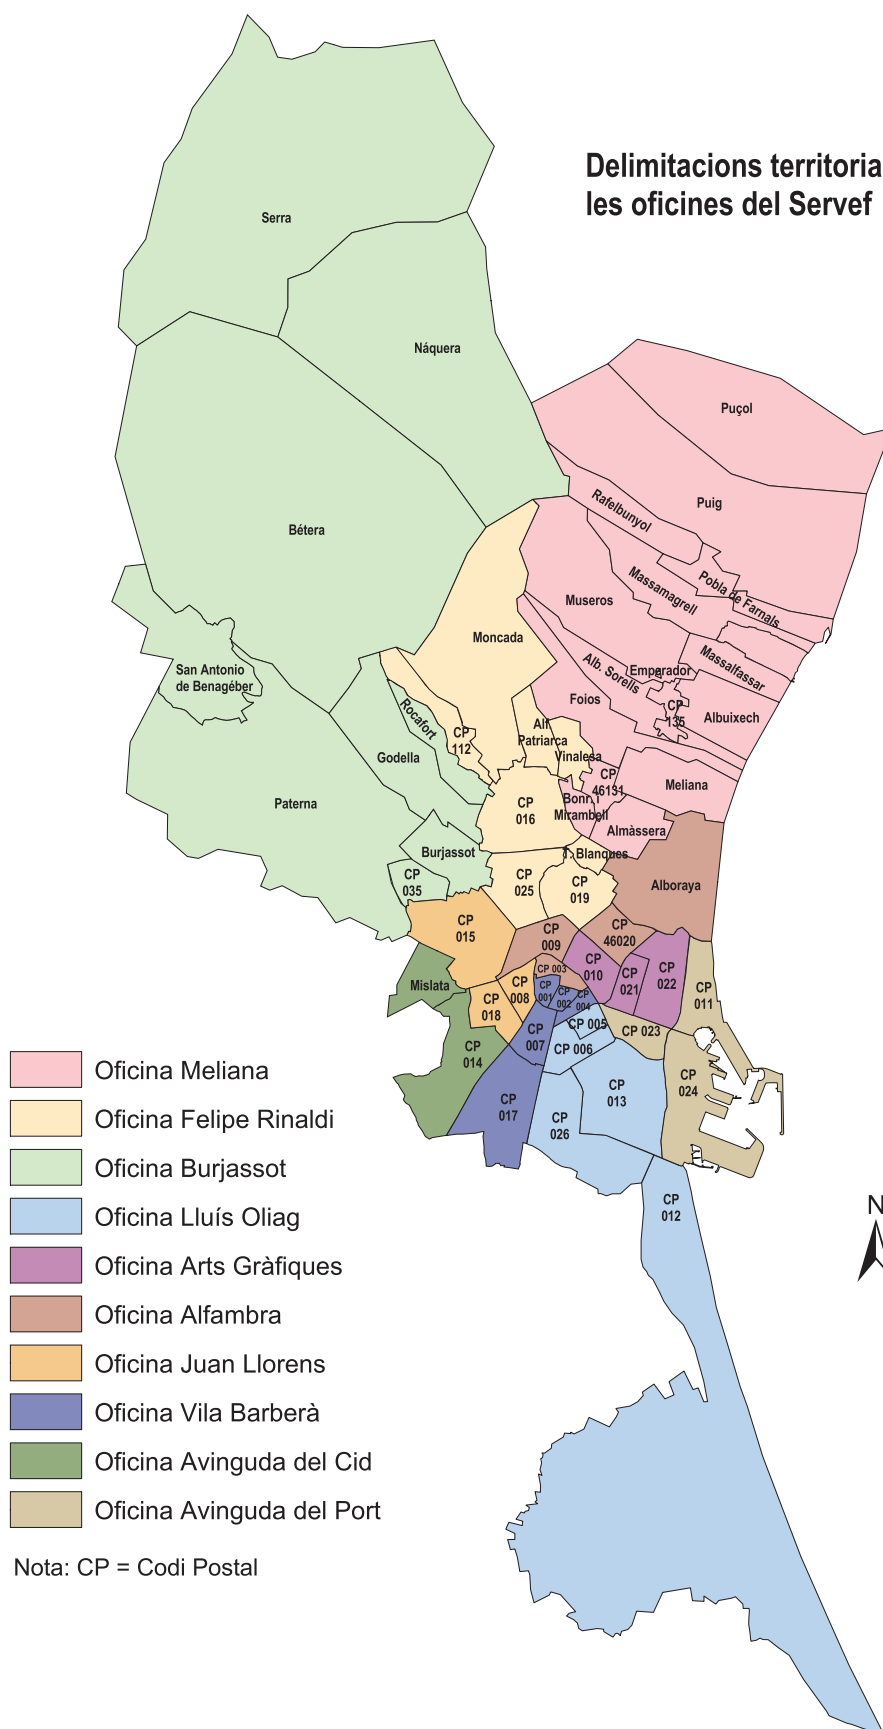 Delimitacions territoria
les oficines del Servef
Serra
Náquera
Puçol
Puig
Rafelbunyol
Bétera
Pobla de Farnals
Massamagrell
Museros
Moncada
Massalfassar
Emperador
Alb. Sorells
San Antonio
de Benagéber
Foios
CP
135
Albuixech
Rocafort
CP
112
Alf.
Patriarca
Vinalesa
Godella
CP
46131
Meliana
Paterna
CP
016
Bonr. i
Mirambell
Almàssera
Burjassot
T. Blanques
CP
035
CP
025
CP
019
Alboraya
CP
015
CP
009
CP
46020
CP
010
CP
021
CP
022
CP 003
Mislata
CP
018
CP
008
CP
001
CP
002
CP
004
CP
011
CP 005
CP 023
CP
007
CP 006
CP
014
CP
024
CP
013
CP
017
CP
026
CP
012
N
Oficina Meliana
Oficina Felipe Rinaldi
Oficina Burjassot
Oficina Lluís Oliag
Oficina Arts Gràfiques
Oficina Alfambra
Oficina Juan Llorens
Oficina Vila Barberà
Oficina Avinguda del Cid
Oficina Avinguda del Port
Nota: CP = Codi Postal